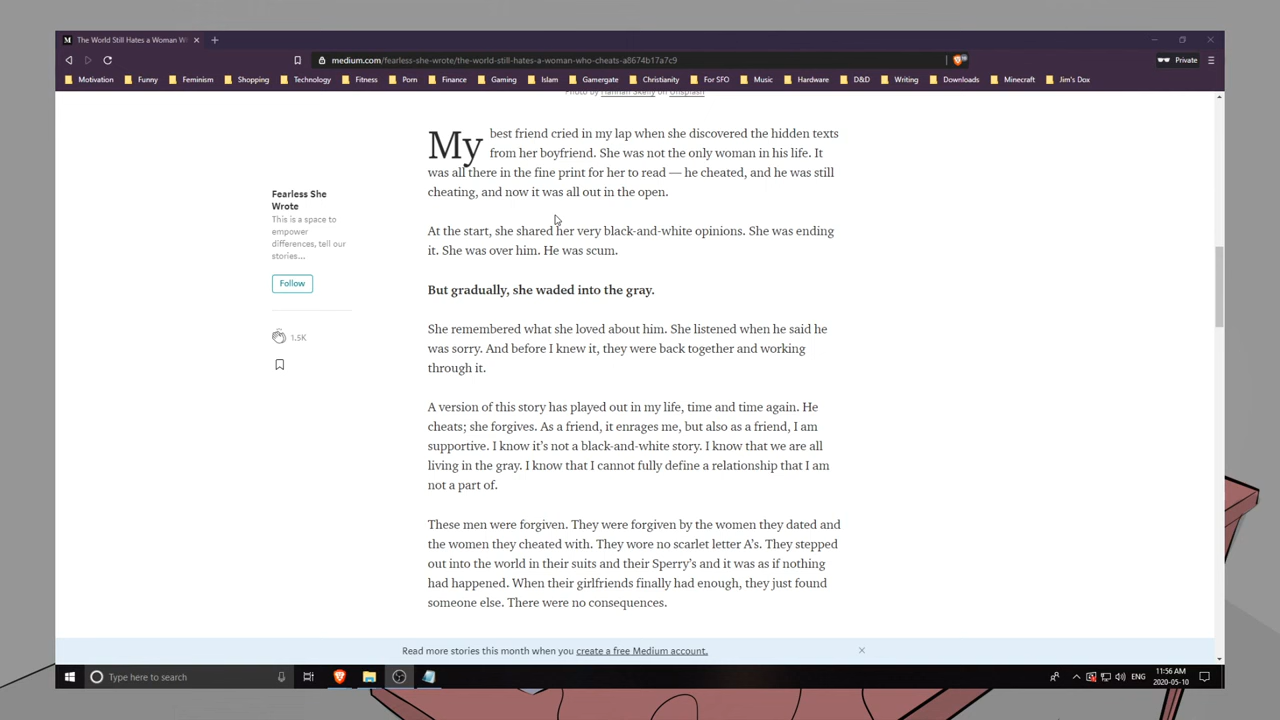 The World Still Hates a Woman W
medium.com/fearless-she-wrote/the-world-still-hates-a-woman-who-cheats-a8674b17a7c9
Private
Motivation Funny Feminism Shopping Technology Fitness Porn Finance Gaming Islam Gamergate Christianity For SFO Music Hardware D&D Writing Downloads Minecraft Jim's Dox
Photo by Hannah Skelly on Unsplash
My best friend cried in my lap when she discovered the hidden texts
from her boyfriend. She was not the only woman in his life. It
was all there in the fine print for her to read — he cheated, and he was still
cheating, and now it was all out in the open.
Fearless She
Wrote
This is a space to
empower
differences, tell our
stories...
Follow
1.5K
At the start, she shared her very black-and-white opinions. She was ending
it. She was over him. He was scum.
But gradually, she waded into the gray.
She remembered what she loved about him. She listened when he said he
was sorry. And before I knew it, they were back together and working
through it.
A version of this story has played out in my life, time and time again. He
cheats; she forgives. As a friend, it enrages me, but also as a friend, I am
supportive. I know it’s not a black-and-white story. I know that we are all
living in the gray. I know that I cannot fully define a relationship that I am
not a part of.
These men were forgiven. They were forgiven by the women they dated and
the women they cheated with. They wore no scarlet letter A’s. They stepped
out into the world in their suits and their Sperry’s and it was as if nothing
had happened. When their girlfriends finally had enough, they just found
someone else. There were no consequences.
Read more stories this month when you create a free Medium account.
Type here to search
ENG
11:56 AM
2020-05-10